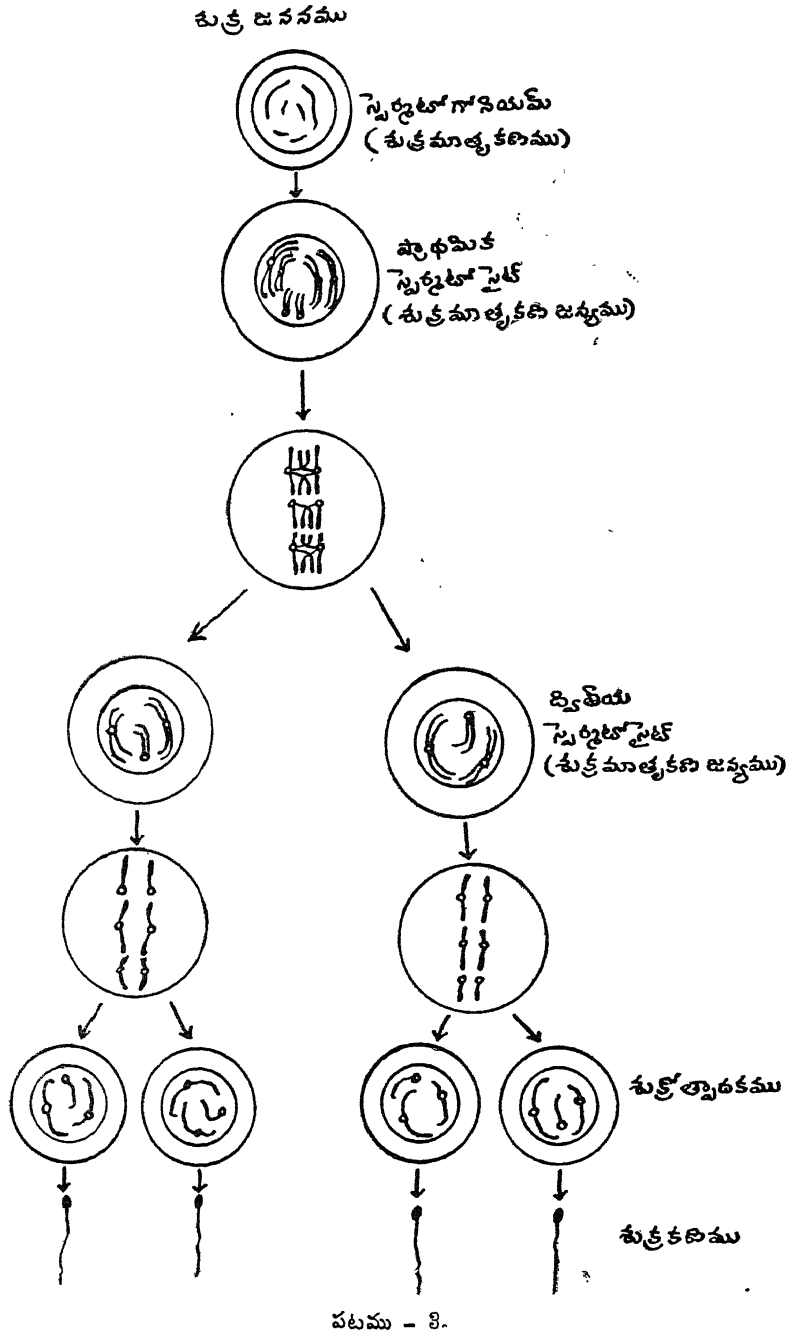 శుక్ర జననము
స్పెర్మటోగోనియమ్
(శుక్రమాతృకణము)
ప్రాథమిక
స్పెర్మటోసైట్
(శుక్రమాతృకణ జన్యము)
ద్వితీయ
స్పెర్మటోసైట్
(శుక్రమాతృకణ జన్యము)
శుక్రోత్పాదకము
శుక్రకణము
పటము -